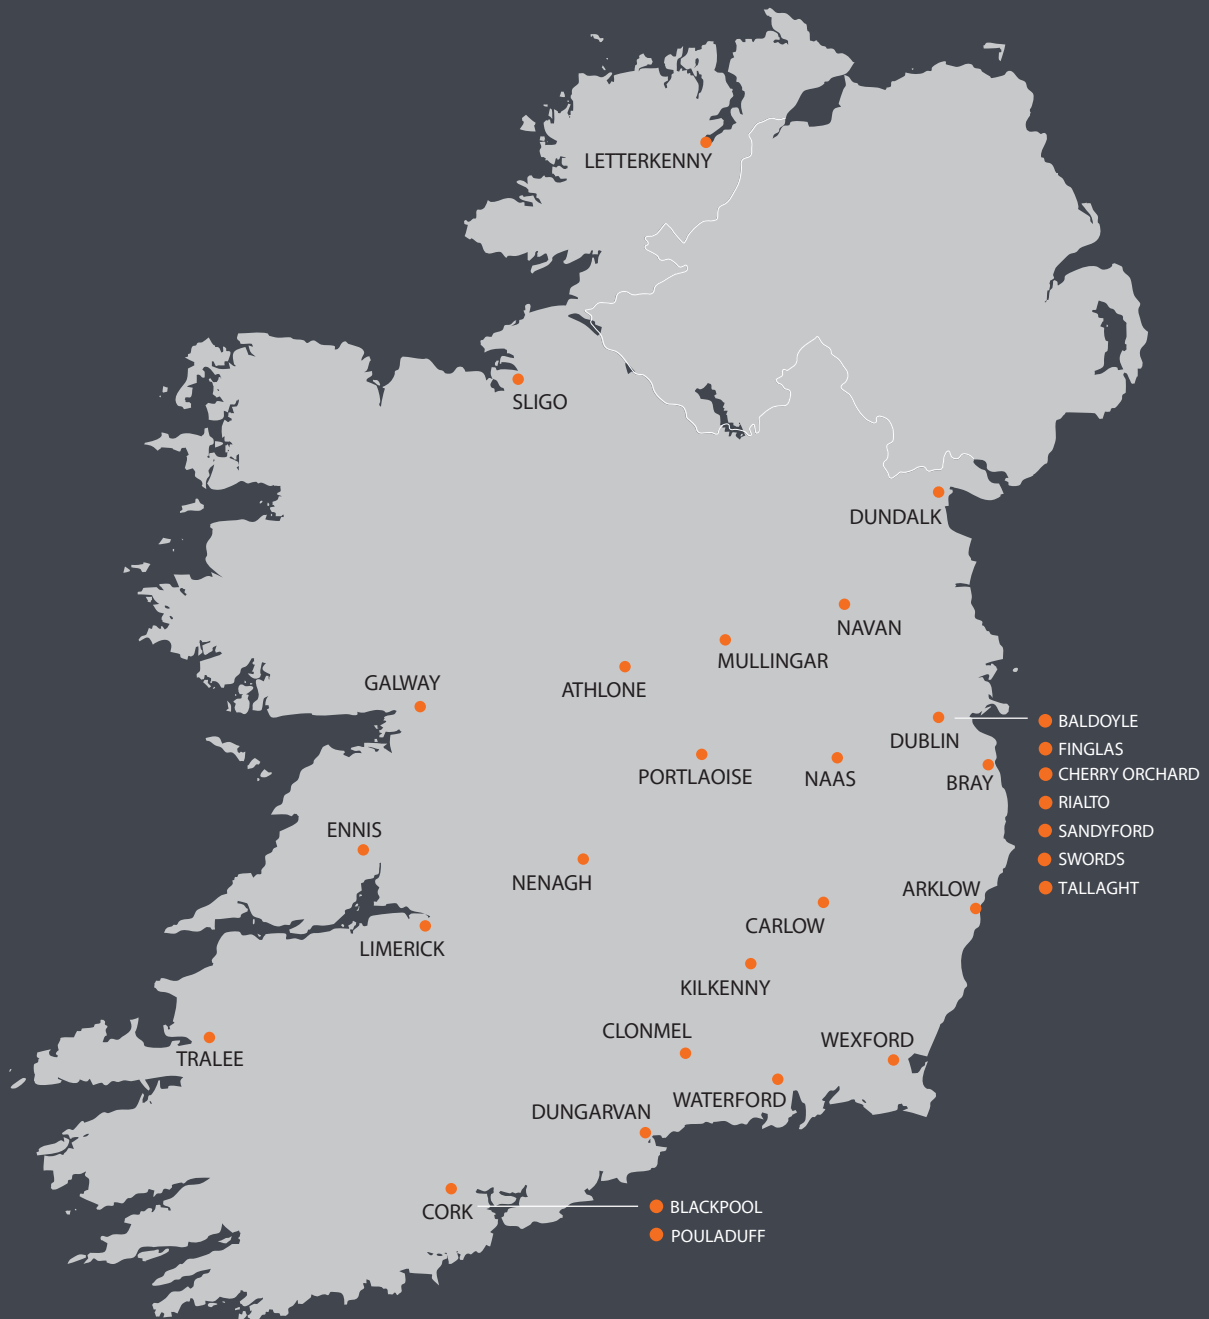 LETTERKENNY
SLIGO
DUNDALK
NAVAN
MULLINGAR
ATHLONE
GALWAY
DUBLIN
BALDOYLE
FINGLAS
CHERRY ORCHARD
RIALTO
SANDYFORD
SWORDS
TALLAGHT
PORTLAOISE
NAAS
BRAY
ENNIS
NENAGH
ARKLOW
CARLOW
LIMERICK
KILKENNY
CLONMEL
WEXFORD
TRALEE
WATERFORD
DUNGARVAN
CORK
BLACKPOOL
POULADUFF